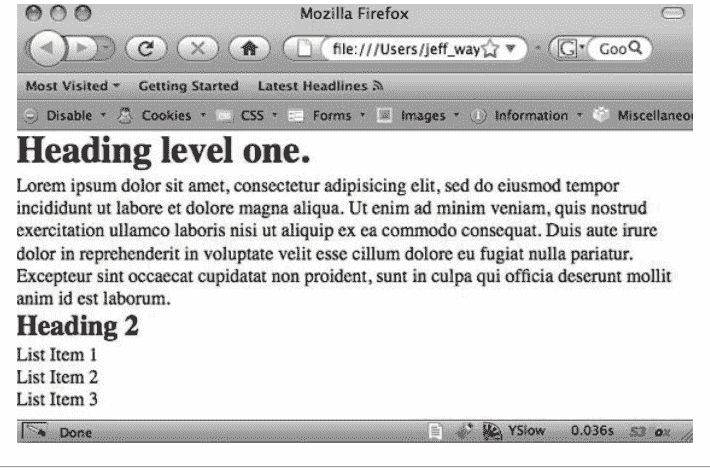 Mozilla Firefox
file:///Users/jeff_way
G Goo
Most Visited Getting Started Latest Headlines
Disable Cookies CSS Forms Images Information Miscellaneo
Heading level one.
Lorem ipsum dolor sit amet, consectetur adipisicing elit, sed do eiusmod tempor
incididunt ut labore et dolore magna aliqua. Ut enim ad minim veniam, quis nostrud
exercitation ullamco laboris nisi ut aliquip ex ea commodo consequat. Duis aute irure
dolor in reprehenderit in voluptate velit esse cillum dolore eu fugiat nulla pariatur.
Excepteur sint occaecat cupidatat non proident, sunt in culpa qui officia deserunt mollit
anim id est laborum.
Heading 2
List Item 1
List Item 2
List Item 3
Done YSlow 0.036s S3 ox